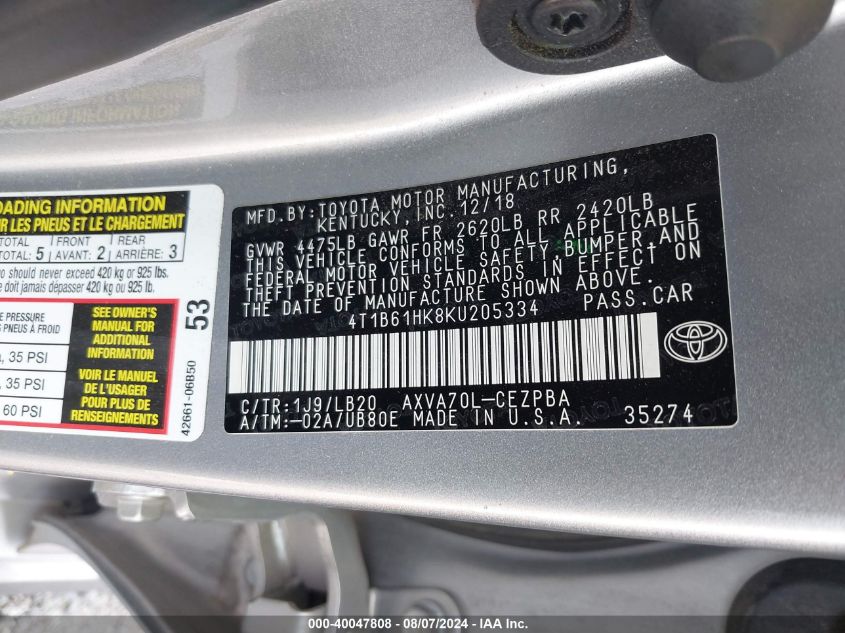 OADING INFORMATION
R LES PNEUS ET LE CHARGEMENT
TOTAL 5 FRONT AVANT: 2 REAR ARRIÈRE: 3
TOTAL
o should never exceed 420 kg or 925 lbs.
e doit jamais dépasser 420 kg ou 925 lb.
E PRESSURE
S PNEUS À FROID
, 35 PSI
, 35 PSI
60 PSI
SEE OWNER'S
MANUAL FOR
ADDITIONAL
INFORMATION
VOIR LE MANUEL
DE L'USAGER
POUR PLUS DE
RENSEIGNEMENTS
53
42661-06B50
MFD.BY:TOYOTA MOTOR MANUFACTURING,
KENTUCKY,INC.12/18
GVWR 4475LB GAWR FR 2620LB RR 2420LB
THIS VEHICLE CONFORMS TO ALL APPLICABLE
FEDERAL MOTOR VEHICLE SAFETY,BUMPER,AND
THEFT PREVENTION STANDARDS IN EFFECT ON
THE DATE OF MANUFACTURE SHOWN ABOVE.
4T1B61HK8KU205334 PASS.CAR
C/TR:1J9/LB20 AXVA70L-CEZPBA
A/TM:-02A/UB80E MADE IN U.S.A. 35274
000-40047808 - 08/07/2024 - IAA Inc.